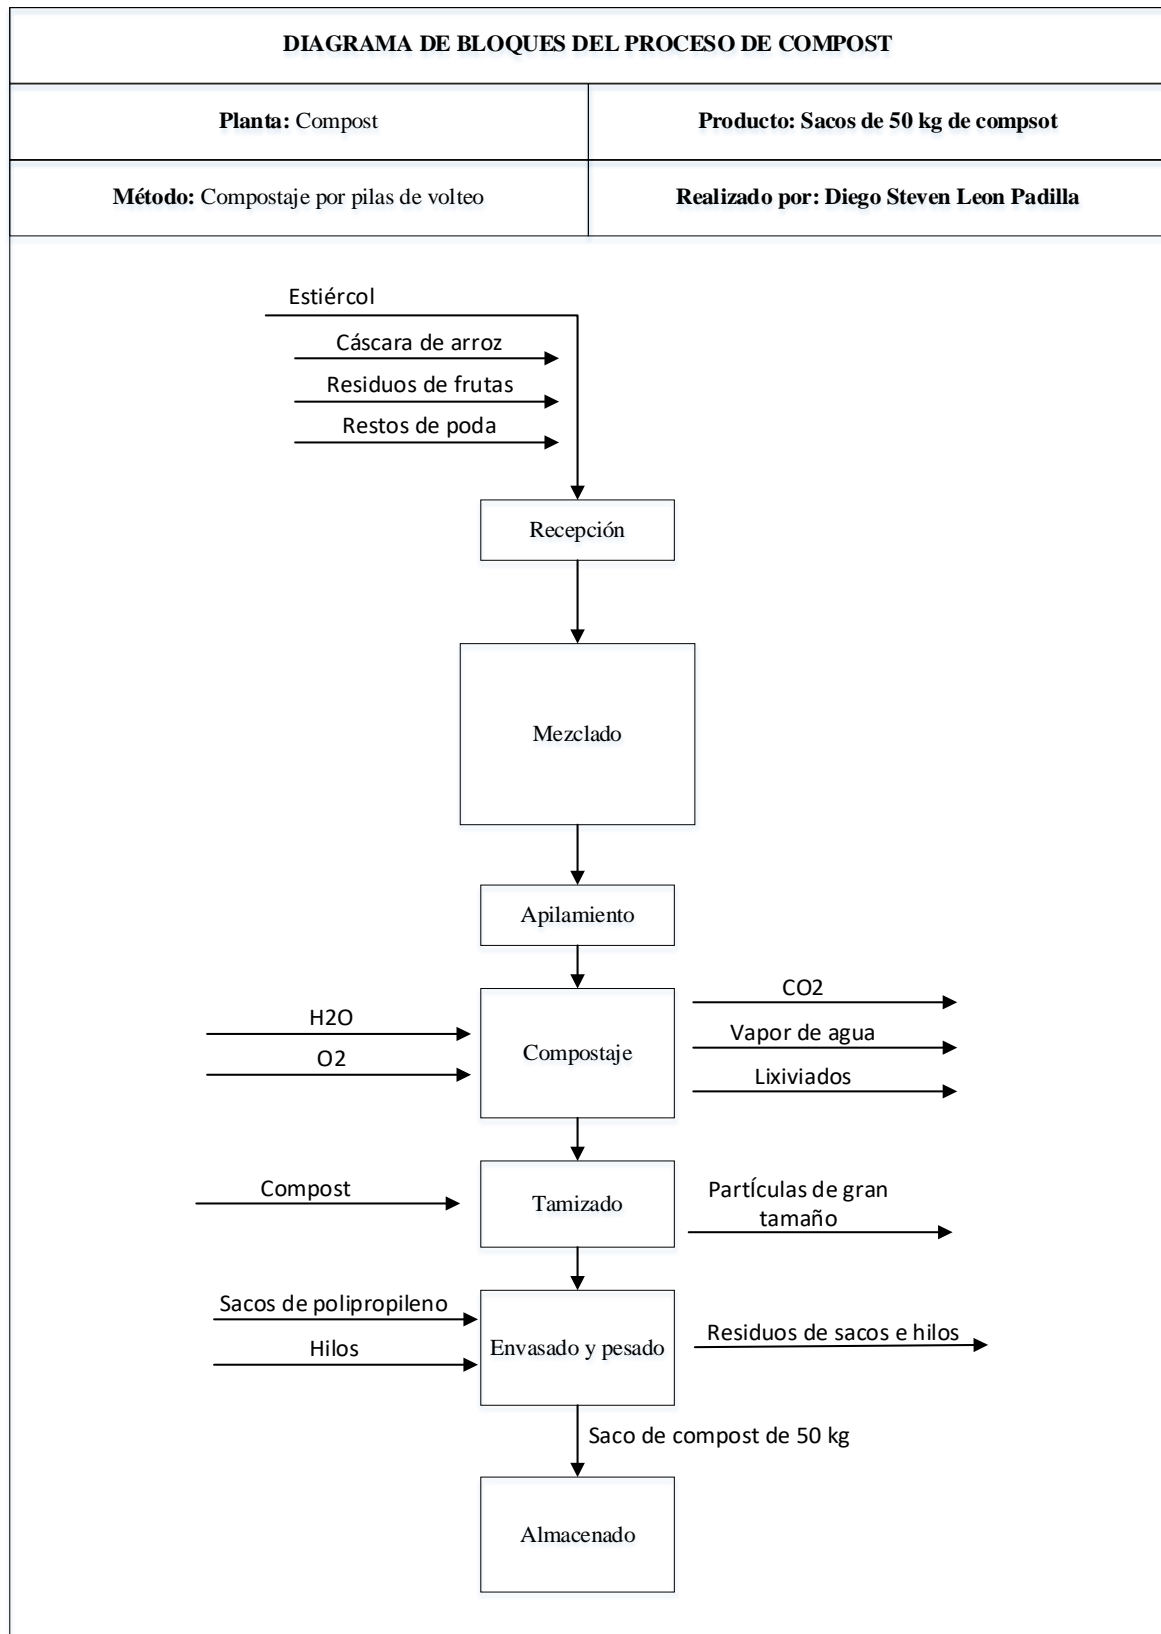 DIAGRAMA DE BLOQUES DEL PROCESO DE COMPOST
Planta: Compost
Producto: Sacos de 50 kg de compsot
Método: Compostaje por pilas de volteo
Realizado por: Diego Steven Leon Padilla
Estiércol
Cáscara de arroz
Residuos de frutas
Restos de poda
Recepción
Mezclado
Apilamiento
H2O
O2
Compostaje
CO2
Vapor de agua
Lixiviados
Compost
Tamizado
PartÍculas de gran
tamaño
Sacos de polipropileno
Hilos
Envasado y pesado
Residuos de sacos e hilos
Saco de compost de 50 kg
Almacenado